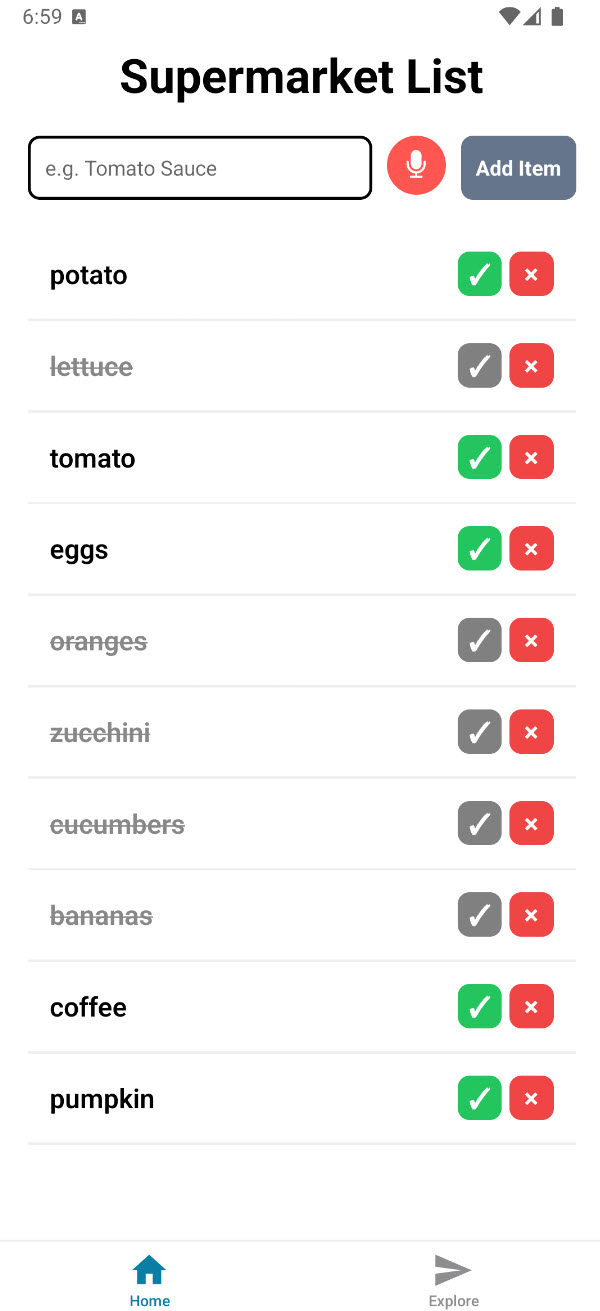 6:59 A
Supermarket List
e.g. Tomato Sauce
Add Item
potato
lettuce
tomato
eggs
oranges
zucchini
cucumbers
bananas
coffee
pumpkin
Home
Explore